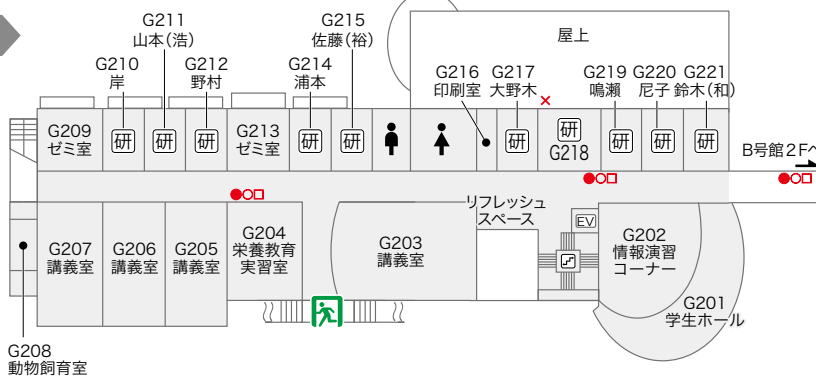 G211
山本(浩)
G215
佐藤(裕)
屋上
G210
岸
G212
野村
G214
浦本
G216
印刷室
G217
大野木
G219
鳴瀬
G220
尼子
G221
鈴木(和)
G209
ゼミ室
研
研
研
G213
ゼミ室
研
研
研
研
G218
研
研
研
B号館2Fへ
リフレッシュ
スペース
EV
G207
講義室
G206
講義室
G205
講義室
G204
栄養教育
実習室
G203
講義室
G202
情報演習
コーナー
G201
学生ホール
G208
動物飼育室